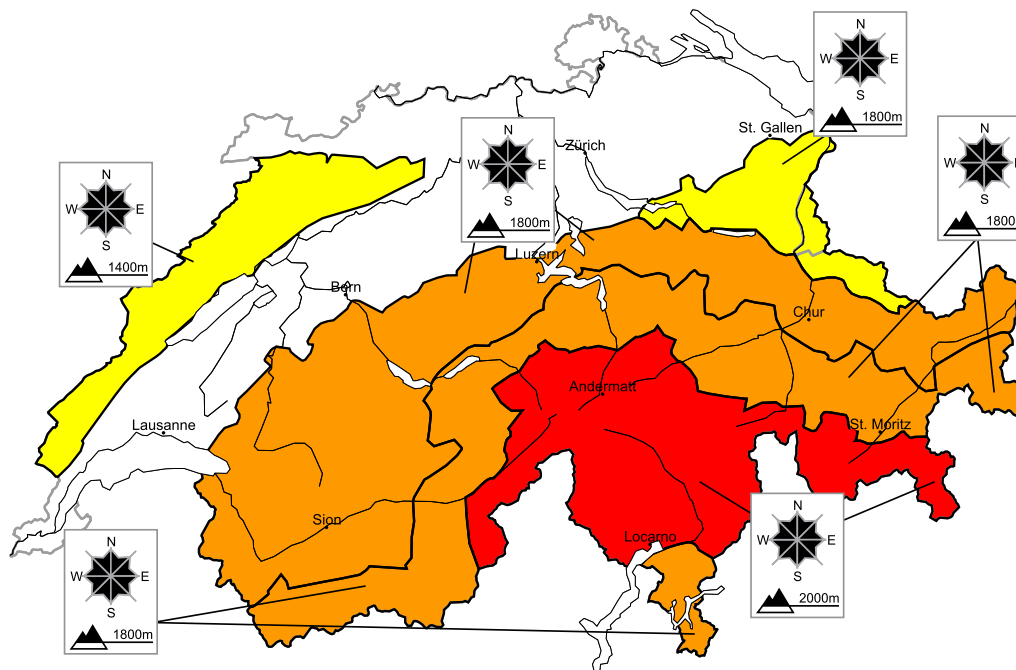 N
W E
S
1800m
St. Gallen
N
W E
S
1800m
Zürich
N
W
S
1800
N
W E
S
1400m
Luzern
Bern
Chur
Andermatt
Lausanne
St. Moritz
Sion
Locarno
N
W E
S
2000m
N
W E
S
1800m